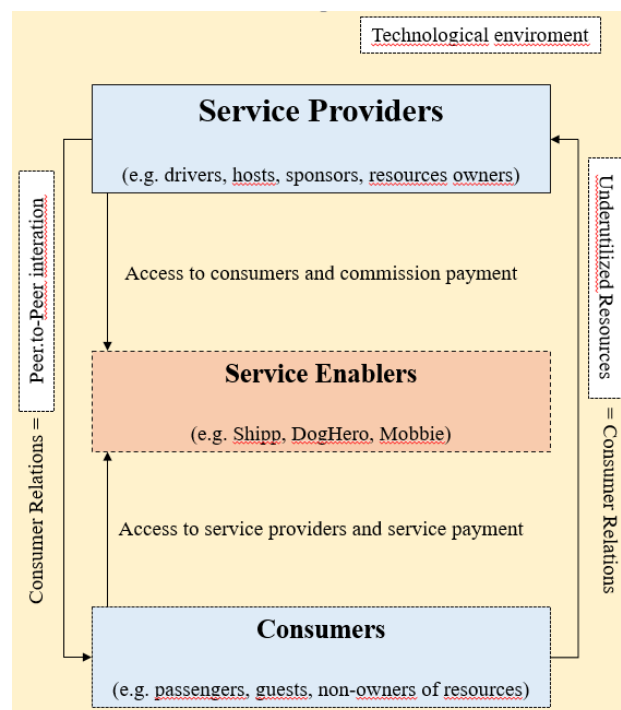 Technological enviroment
Service Providers
(e.g. drivers, hosts, sponsors, resources owners)
Peer.to-Peer interation
Consumer Relations =
Underutilized Resources
= Consumer Relations
Access to consumers and commission payment
Service Enablers
(e.g. Shipp, DogHero, Mobbie)
Access to service providers and service payment
Consumers
(e.g. passengers, guests, non-owners of resources)